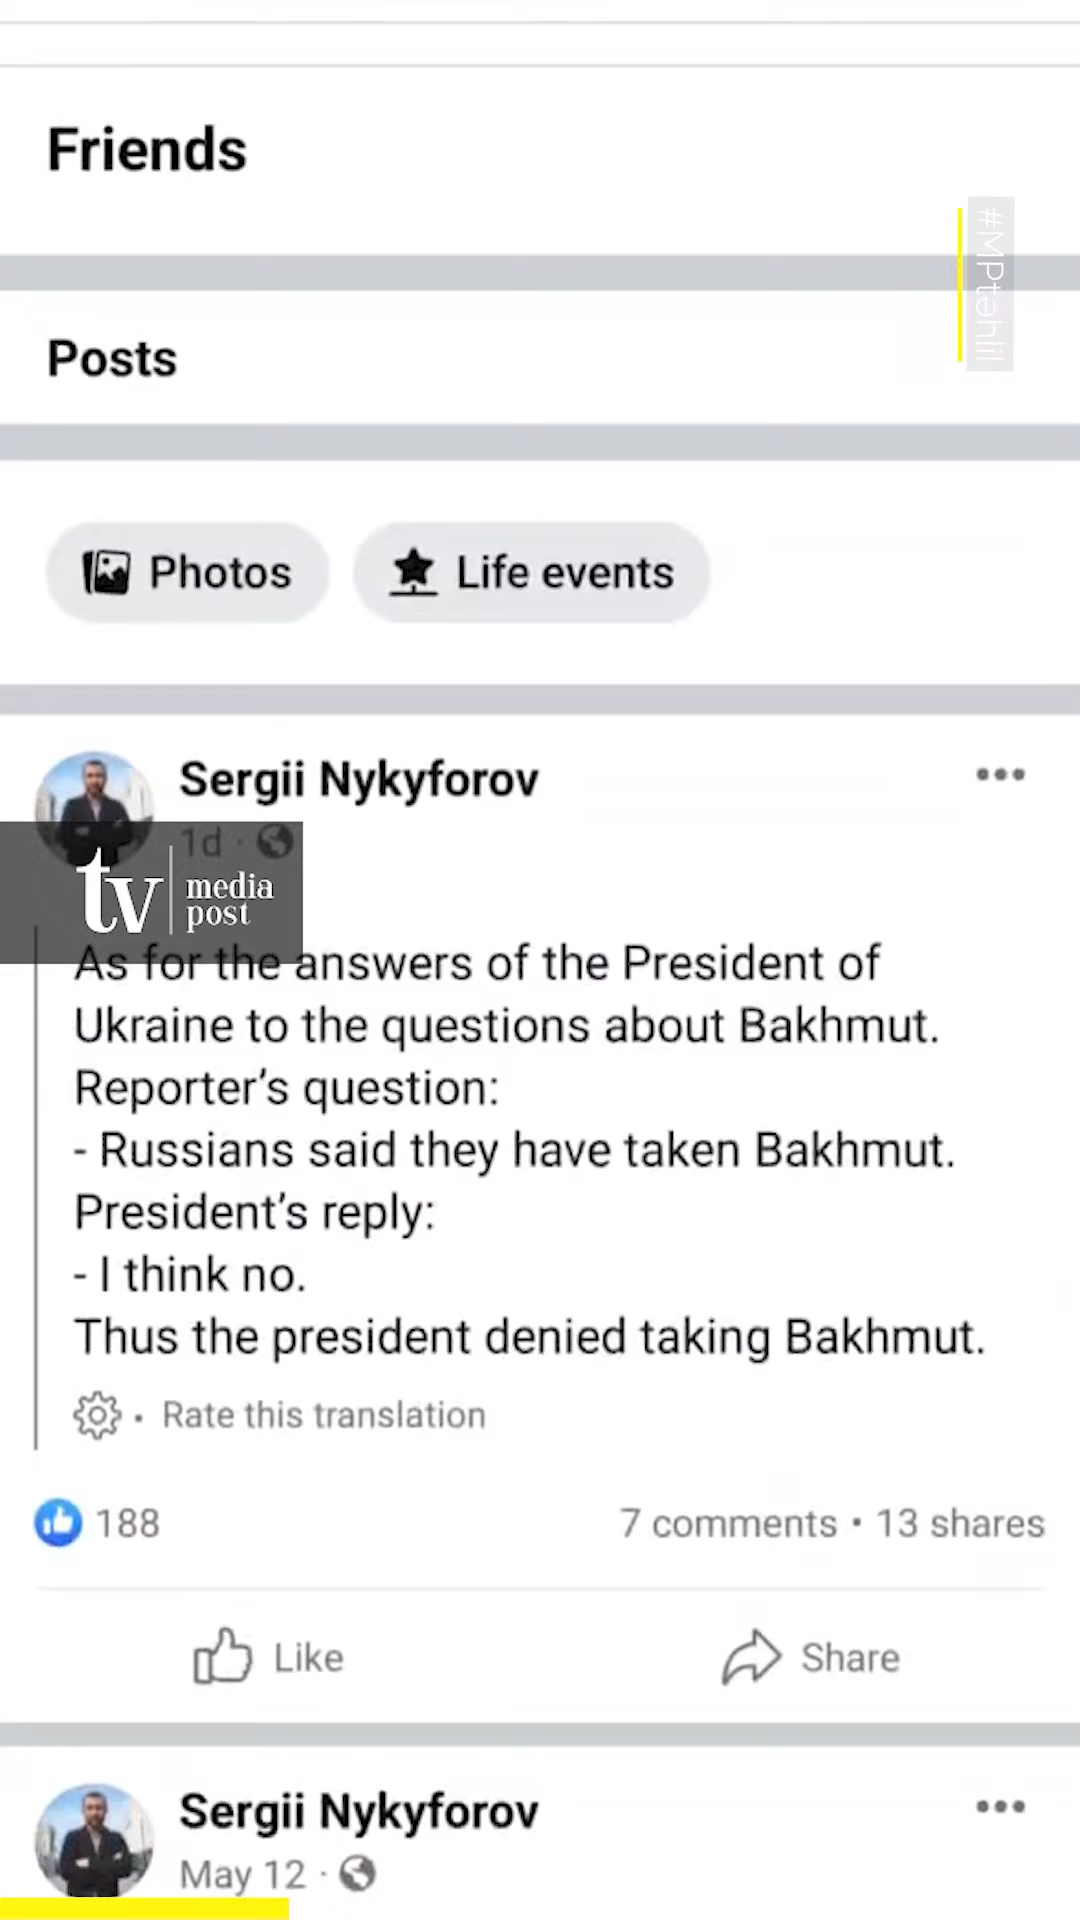 Friends
#MPtəhlil
Posts
Photos
Life events
Sergii Nykyforov
1d ·
tv media post
As for the answers of the President of
Ukraine to the questions about Bakhmut.
Reporter's question:
- Russians said they have taken Bakhmut.
President's reply:
- I think no.
Thus the president denied taking Bakhmut.
· Rate this translation
188
7 comments • 13 shares
Like
Share
Sergii Nykyforov
May 12 ·